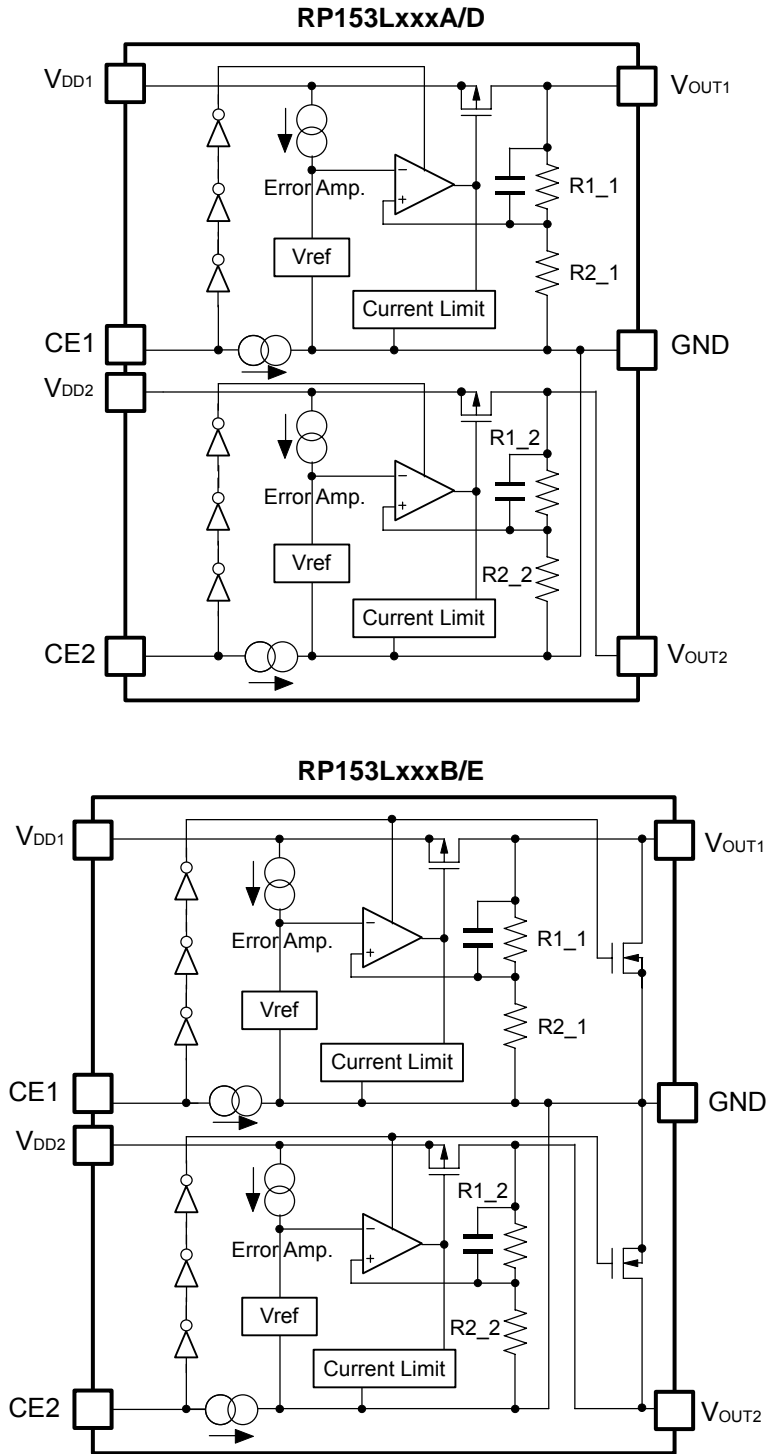 RP153LxxxA/D
VDD1
VOUT1
Error Amp.
−
+
R1_1
Vref
R2_1
Current Limit
CE1
GND
VDD2
R1_2
−
Error Amp.
+
Vref
R2_2
Current Limit
CE2
VOUT2
RP153LxxxB/E
VDD1
VOUT1
−
Error Amp.
+
R1_1
Vref
R2_1
Current Limit
CE1
GND
VDD2
R1_2
−
Error Amp.
+
Vref
R2_2
Current Limit
CE2
VOUT2